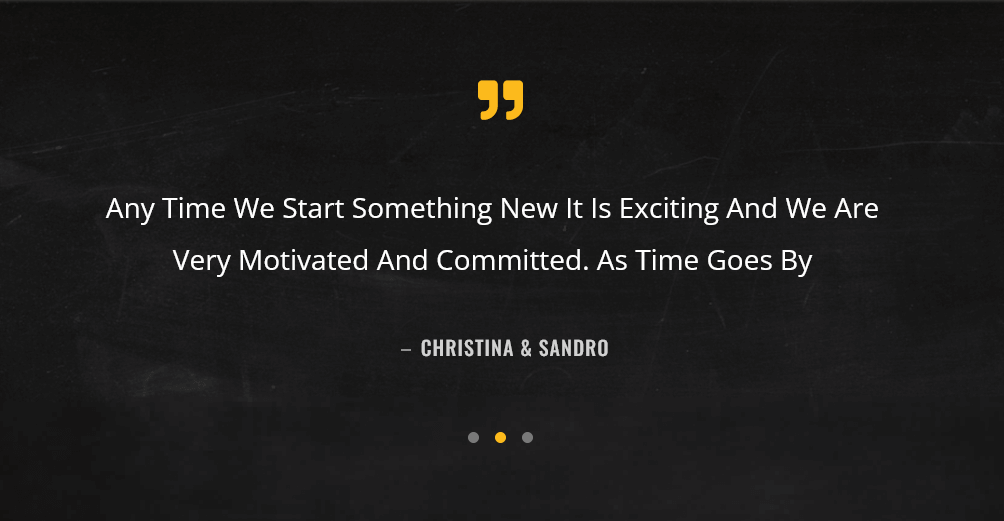 Any Time We Start Something New It Is Exciting And We Are
Very Motivated And Committed. As Time Goes By
– CHRISTINA & SANDRO